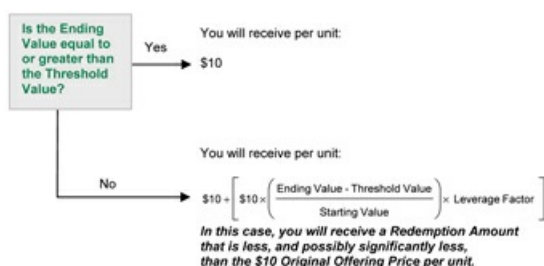 Is the Ending
Value equal to
or greater than
the Threshold
Value?
Yes
You will receive per unit:
$10
No
You will receive per unit:
$10 + [ $10 × ( Ending Value - Threshold Value / Starting Value ) × Leverage Factor ]
In this case, you will receive a Redemption Amount
that is less, and possibly significantly less,
than the $10 Original Offering Price per unit.